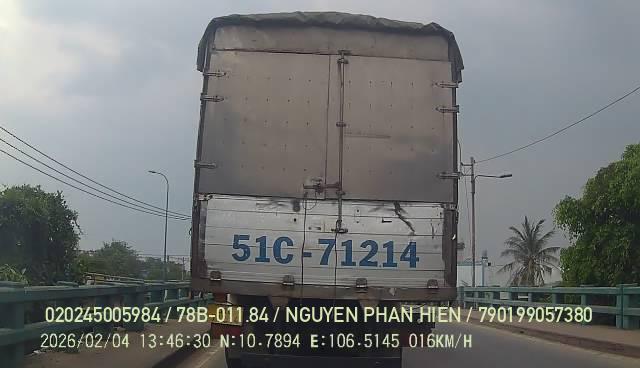 51C-71214
020245005984 / 78B-011.84 / NGUYEN PHAN HIEN / 790199057380
2026/02/04 13:46:30 N:10.7894 E:106.5145 016KM/H